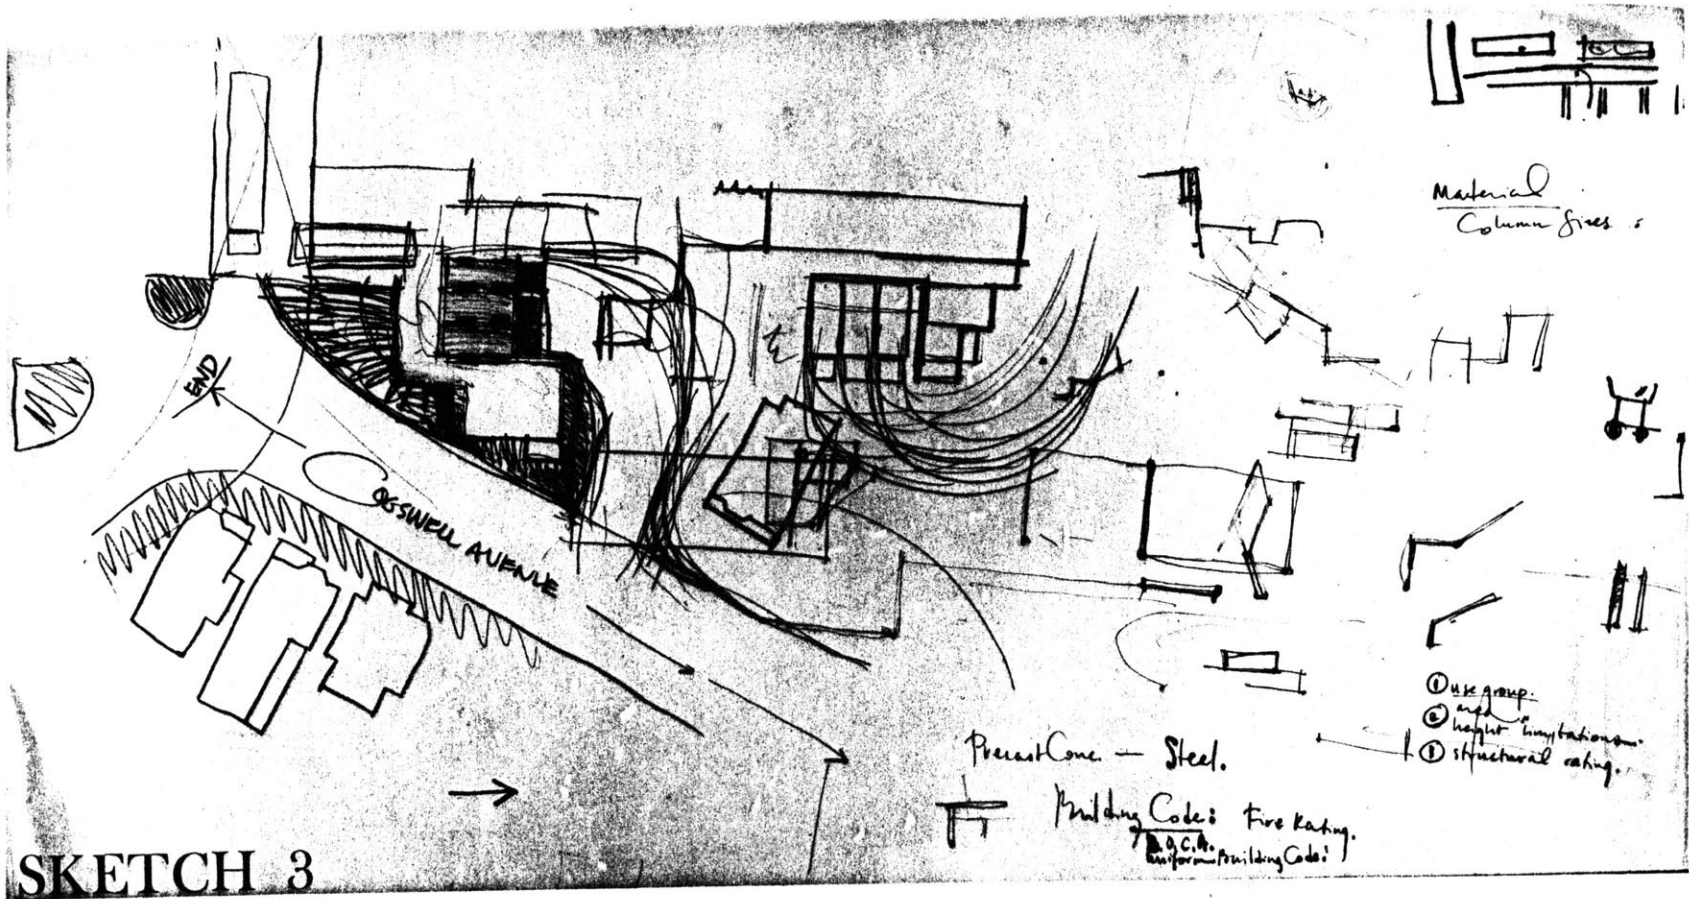 Material
Column Sizes :
END
COGSWELL AVENUE
① use group.
② area
height limitations
③ structural rating.
Precast Conc. — Steel.
Building Code: Fire Rating.
B.O.C.A.
Uniform Building Code:
SKETCH 3